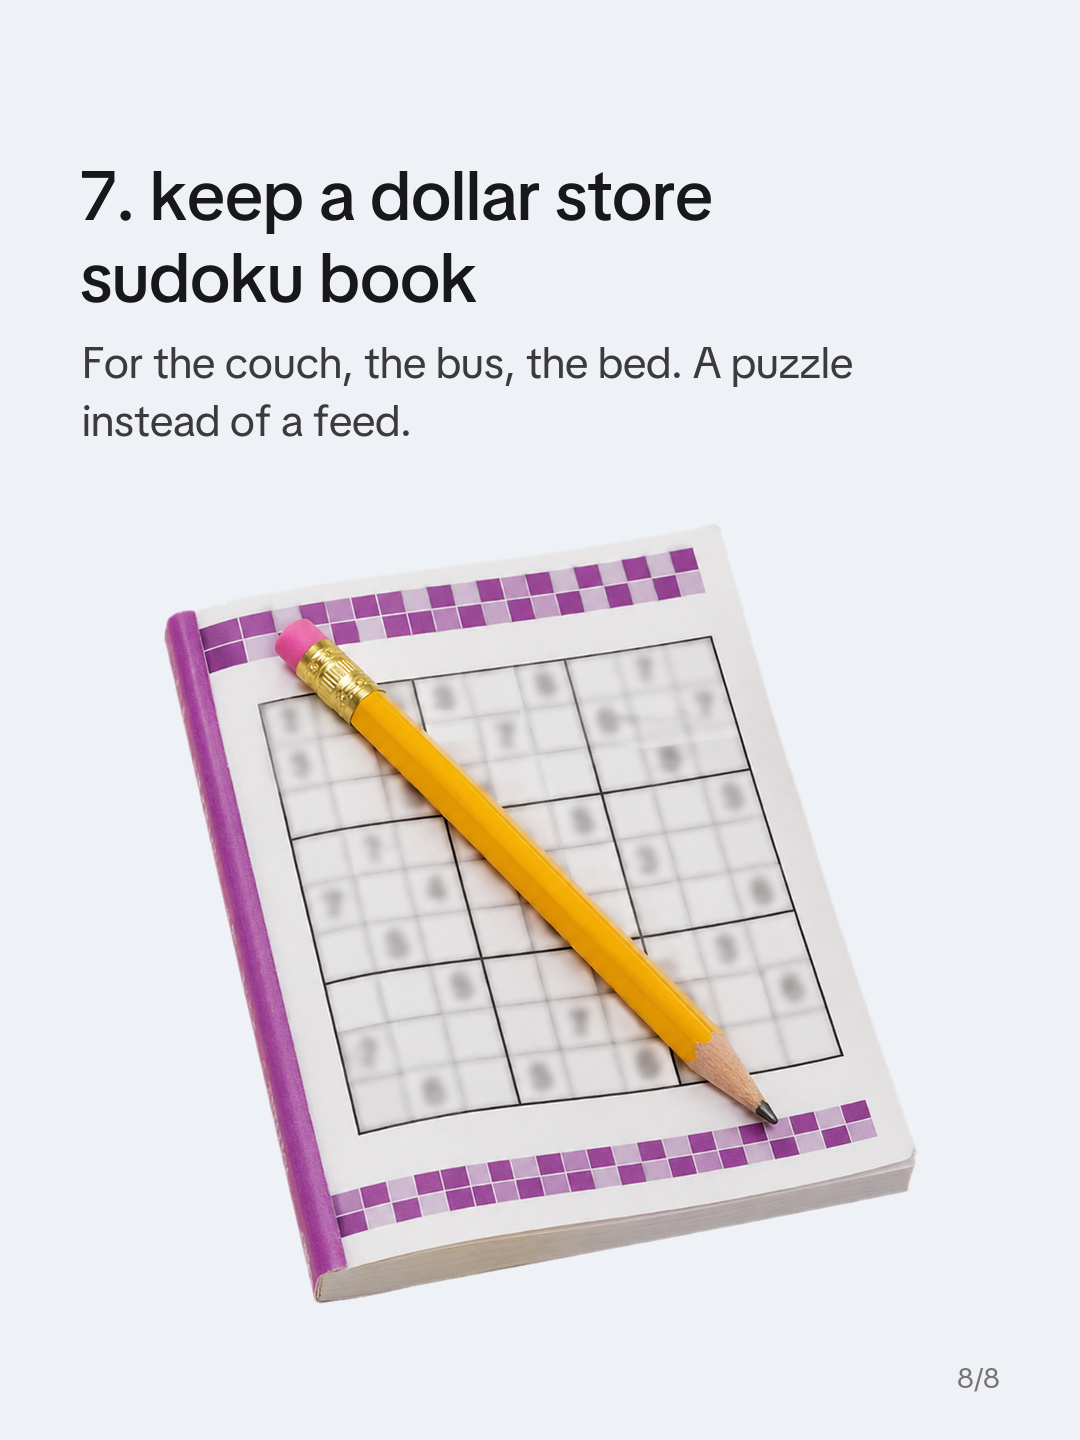 7. keep a dollar store
sudoku book
For the couch, the bus, the bed. A puzzle
instead of a feed.
8/8